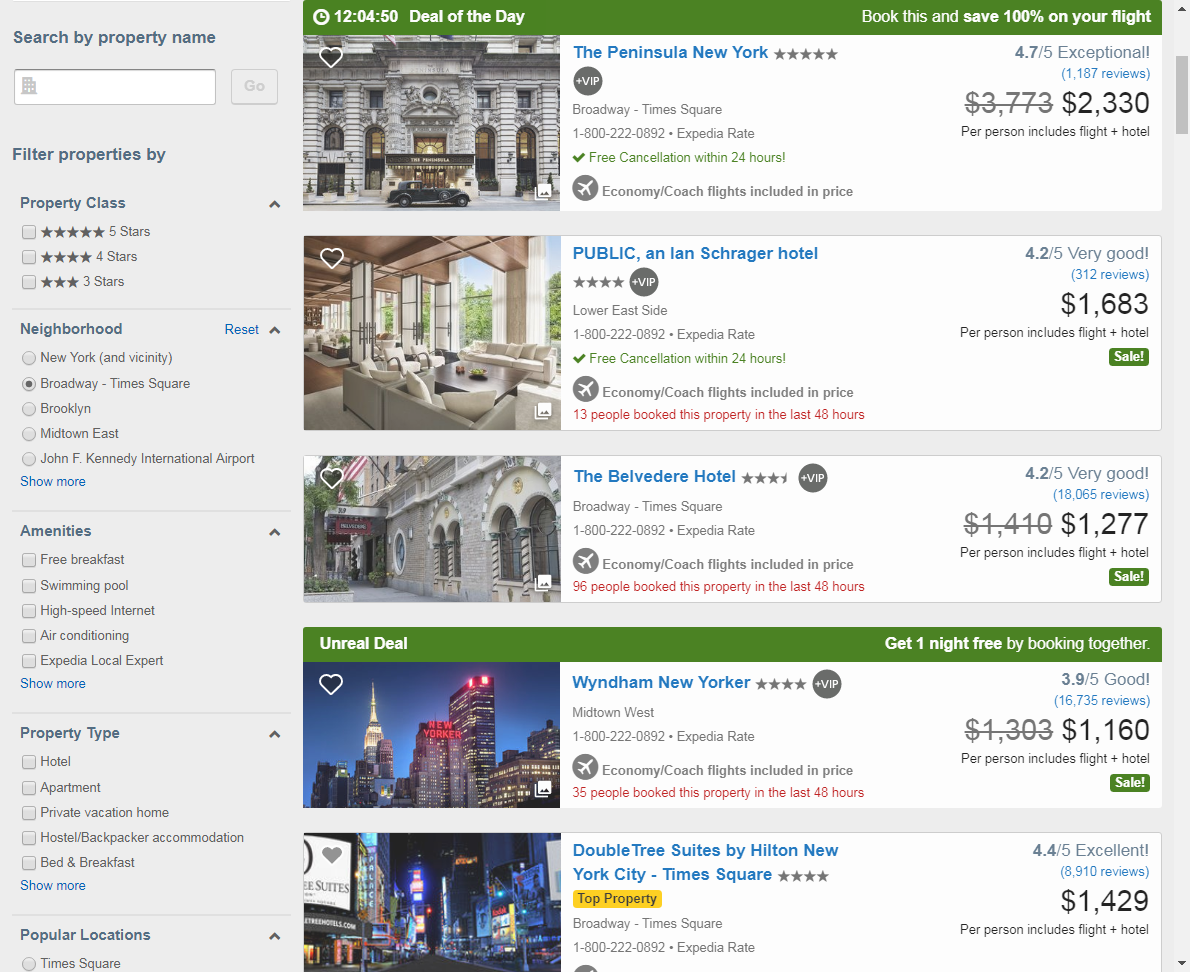 Search by property name
Go
Filter properties by
Property Class
5 Stars
4 Stars
3 Stars
Neighborhood Reset
New York (and vicinity)
Broadway - Times Square
Brooklyn
Midtown East
John F. Kennedy International Airport
Show more
Amenities
Free breakfast
Swimming pool
High-speed Internet
Air conditioning
Expedia Local Expert
Show more
Property Type
Hotel
Apartment
Private vacation home
Hostel/Backpacker accommodation
Bed & Breakfast
Show more
Popular Locations
Times Square
12:04:50 Deal of the Day Book this and save 100% on your flight
THE PENINSULA
The Peninsula New York
+VIP
Broadway - Times Square
1-800-222-0892 • Expedia Rate
Free Cancellation within 24 hours!
Economy/Coach flights included in price
4.7/5 Exceptional!
(1,187 reviews)
$3,773 $2,330
Per person includes flight + hotel
PUBLIC, an Ian Schrager hotel
+VIP
Lower East Side
1-800-222-0892 • Expedia Rate
Free Cancellation within 24 hours!
Economy/Coach flights included in price
13 people booked this property in the last 48 hours
4.2/5 Very good!
(312 reviews)
$1,683
Per person includes flight + hotel
Sale!
BELVEDERE
The Belvedere Hotel +VIP
Broadway - Times Square
1-800-222-0892 • Expedia Rate
Economy/Coach flights included in price
96 people booked this property in the last 48 hours
4.2/5 Very good!
(18,065 reviews)
$1,410 $1,277
Per person includes flight + hotel
Sale!
Unreal Deal Get 1 night free by booking together.
NEW
YORKER
Wyndham New Yorker +VIP
Midtown West
1-800-222-0892 • Expedia Rate
Economy/Coach flights included in price
35 people booked this property in the last 48 hours
3.9/5 Good!
(16,735 reviews)
$1,303 $1,160
Per person includes flight + hotel
Sale!
EE SUITES
PALACE
DoubleTree Suites by Hilton New
York City - Times Square
Top Property
Broadway - Times Square
1-800-222-0892 • Expedia Rate
4.4/5 Excellent!
(8,910 reviews)
$1,429
Per person includes flight + hotel